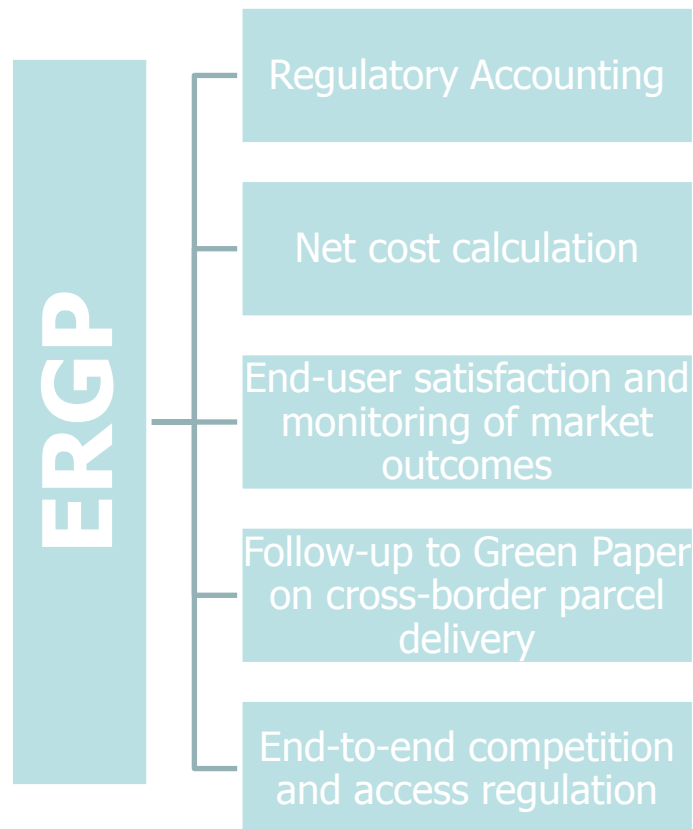 ERGP
Regulatory Accounting
Net cost calculation
End-user satisfaction and
monitoring of market
outcomes
Follow-up to Green Paper
on cross-border parcel
delivery
End-to-end competition
and access regulation